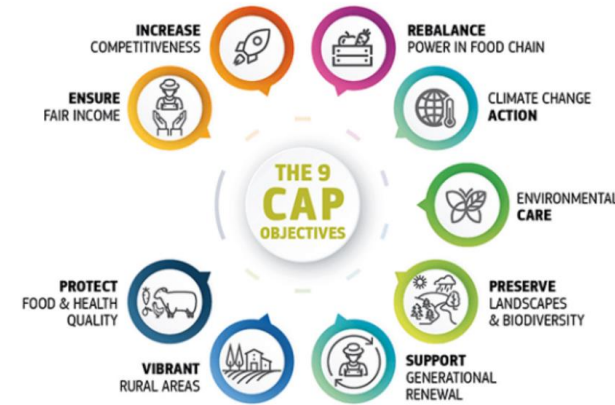 THE 9
CAP
OBJECTIVES
INCREASE
COMPETITIVENESS
REBALANCE
POWER IN FOOD CHAIN
ENSURE
FAIR INCOME
CLIMATE CHANGE
ACTION
ENVIRONMENTAL
CARE
PROTECT
FOOD & HEALTH
QUALITY
PRESERVE
LANDSCAPES
& BIODIVERSITY
VIBRANT
RURAL AREAS
SUPPORT
GENERATIONAL
RENEWAL